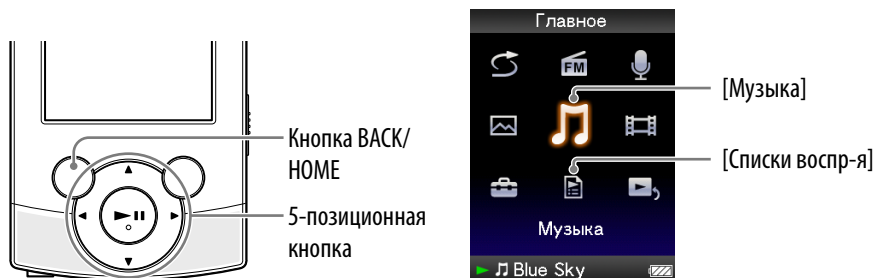 Кнопка BACK/
HOME
5-позиционная
кнопка
Главное
FM
[Музыка]
[Списки воспр-я]
Музыка
Blue Sky